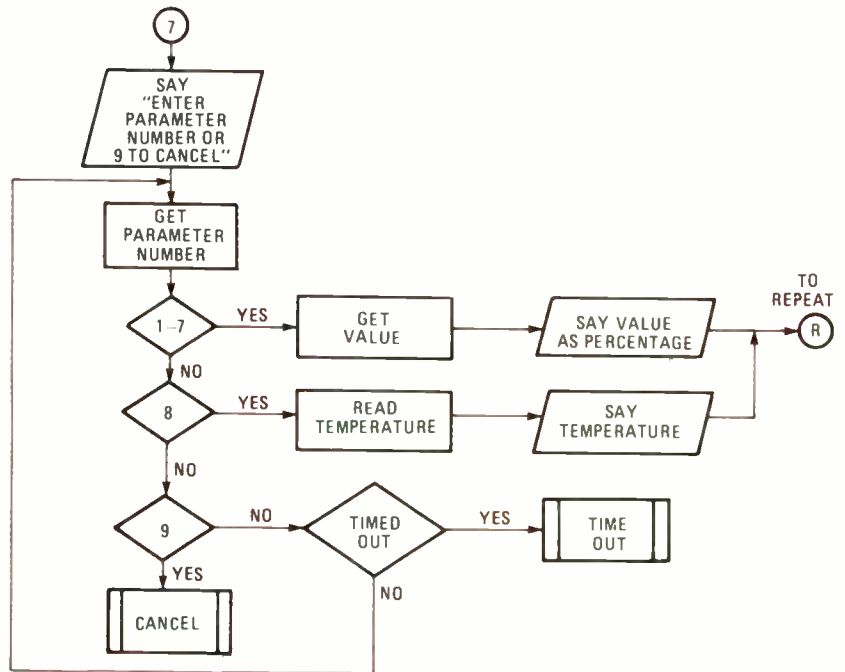 7
SAY
"ENTER
PARAMETER
NUMBER OR
9 TO CANCEL"
GET
PARAMETER
NUMBER
1–7
YES
GET
VALUE
SAY VALUE
AS PERCENTAGE
TO
REPEAT
R
NO
8
YES
READ
TEMPERATURE
SAY
TEMPERATURE
NO
9
NO
TIMED
OUT
YES
TIME
OUT
YES
NO
CANCEL